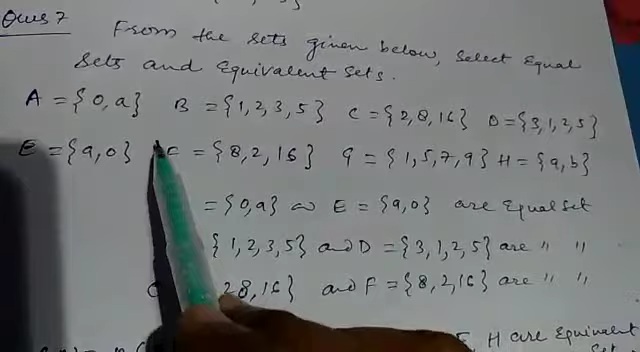 Ques 7 From the sets given below, Select Equal
Sets and Equivalent Sets.
A = {0, a} B = {1, 2, 3, 5} C = {2, 8, 16} D = {3, 1, 2, 5}
E = {a, 0} F = {8, 2, 16} G = {1, 5, 7, 9} H = {a, b}
= {0, a} E = {a, 0} are Equal Set
{1, 2, 3, 5} and D = {3, 1, 2, 5} are " "
2 8, 16} and F = {8, 2, 16} are " "
H are Equivalent
Set